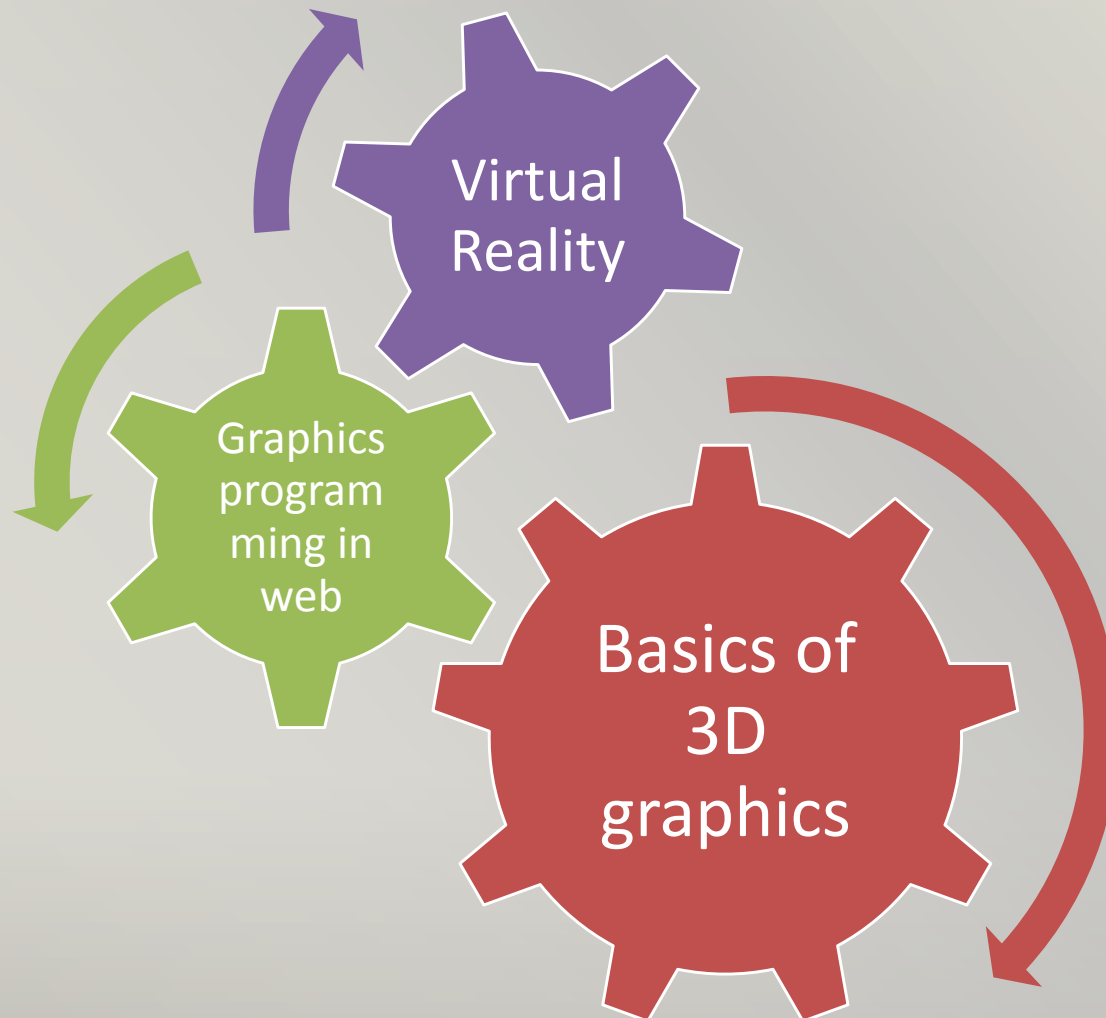 Virtual
Reality
Graphics
program
ming in
web
Basics of
3D
graphics